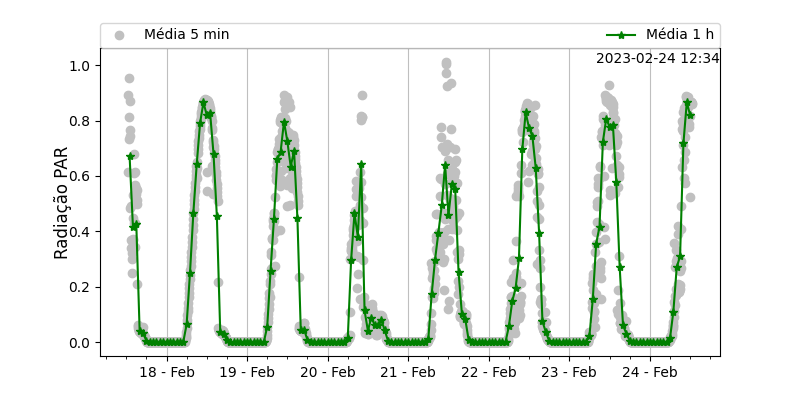 Média 5 min
Média 1 h
2023-02-24 12:34
Radiação PAR
1.0
0.8
0.6
0.4
0.2
0.0
18 - Feb
19 - Feb
20 - Feb
21 - Feb
22 - Feb
23 - Feb
24 - Feb